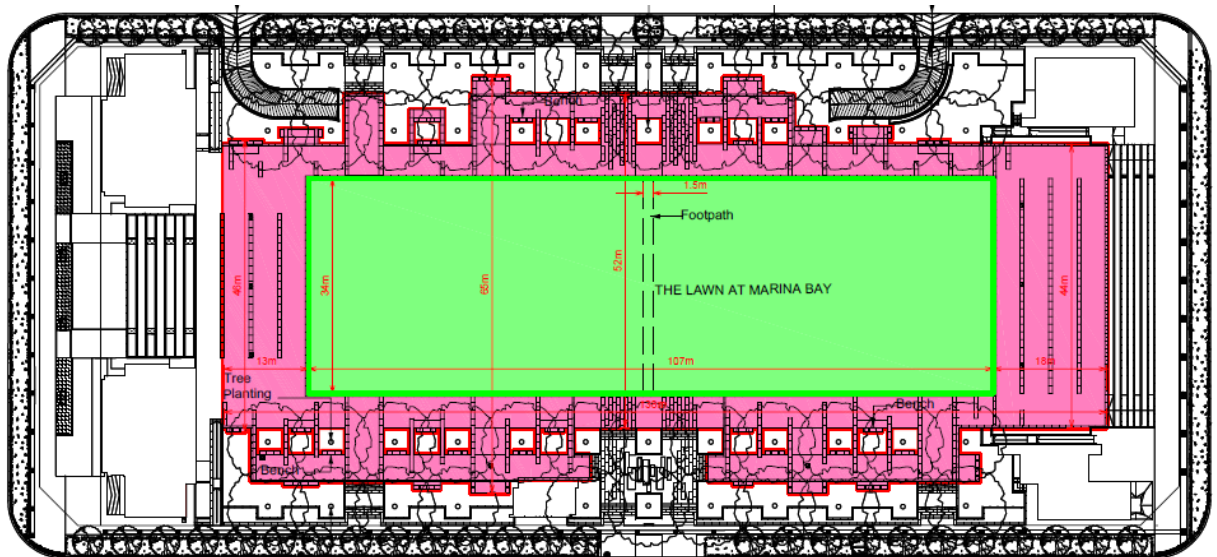 Bench
1.5m
Footpath
46m
34m
65m
52m
THE LAWN AT MARINA BAY
44m
13m
107m
18m
Tree
Planting
Bench
Bench